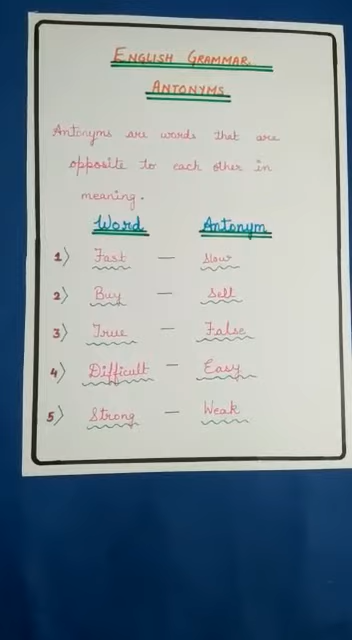 ENGLISH GRAMMAR
ANTONYMS
Antonyms are words that are
opposite to each other in
meaning.
Word Antonym
1) Fast — Slow
2) Buy — Sell
3) True — False
4) Difficult — Easy
5) Strong — Weak